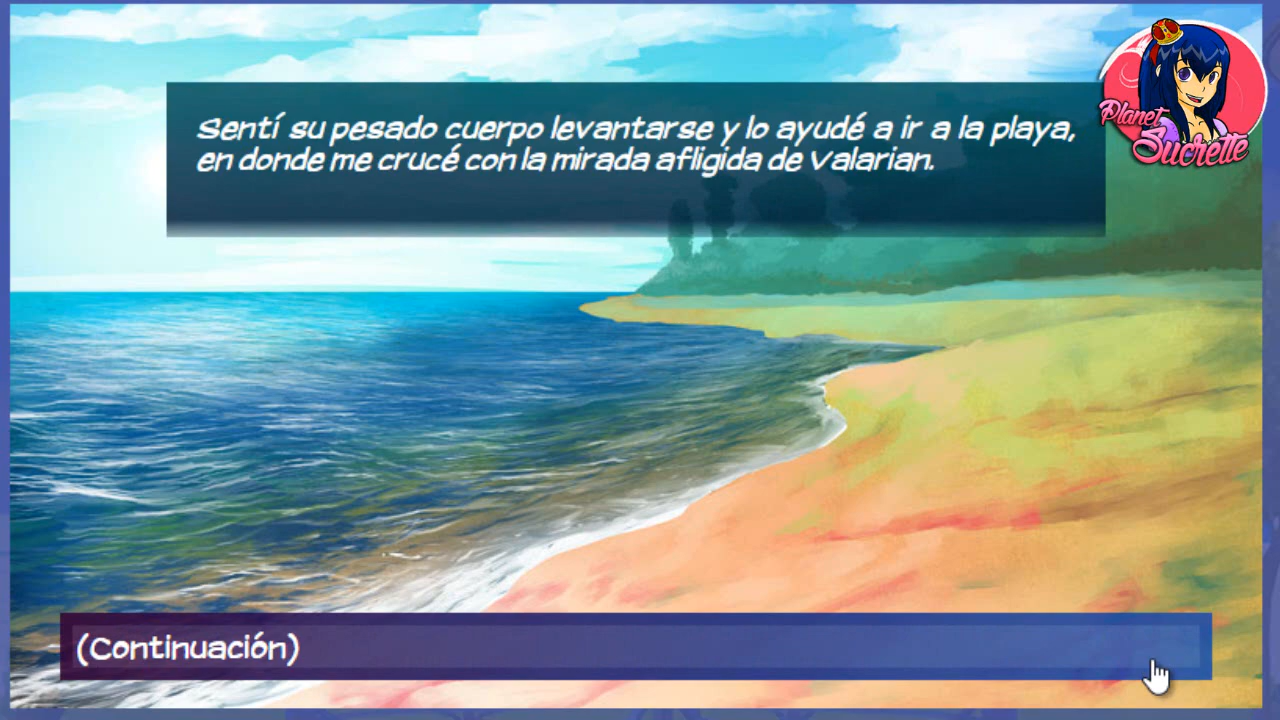 Sentí su pesado cuerpo levantarse y lo ayudé a ir a la playa,
en donde me crucé con la mirada afligida de Valarian.
Planet
Sucrette
(Continuación)